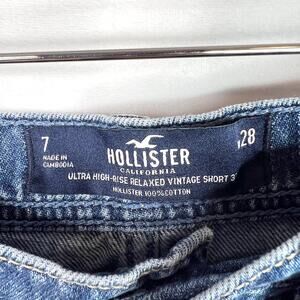 7
MADE IN
CAMBODIA
HOLLISTER
CALIFORNIA
28
ULTRA HIGH-RISE RELAXED VINTAGE SHORT 3
HOLLISTER 100% COTTON